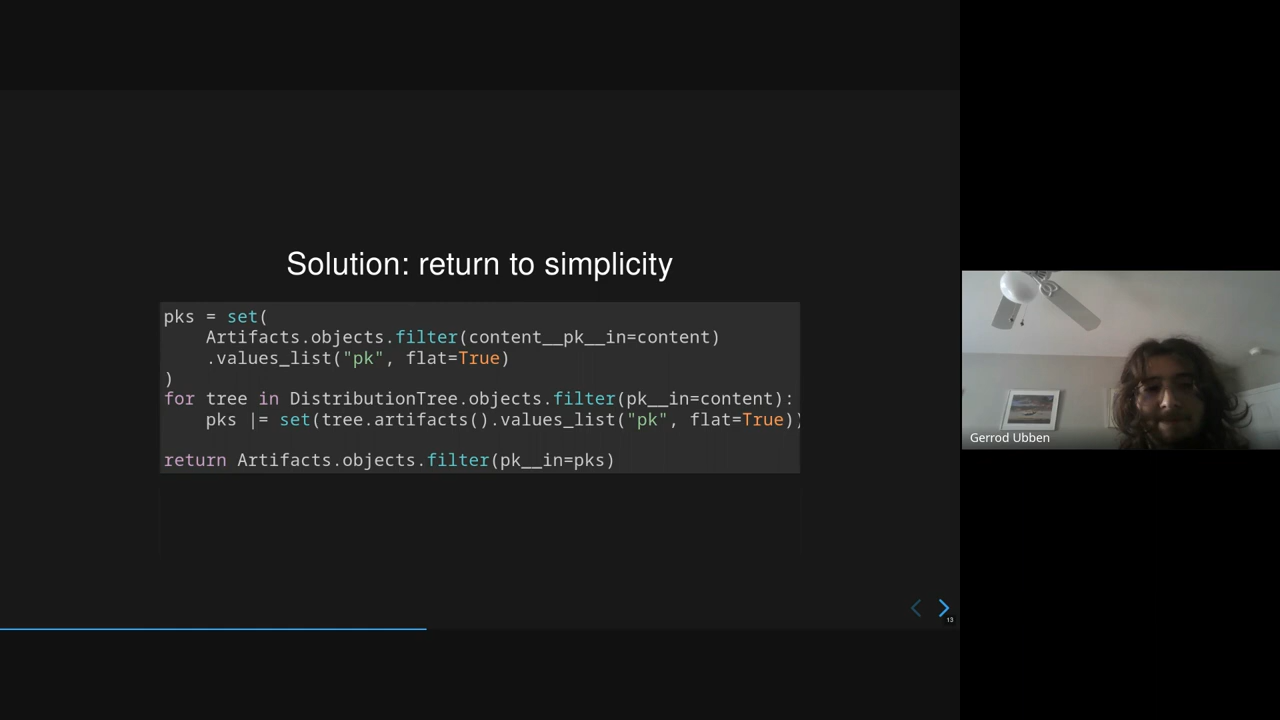 Solution: return to simplicity
pks = set(
    Artifacts.objects.filter(content__pk__in=content)
    .values_list("pk", flat=True)
)
for tree in DistributionTree.objects.filter(pk__in=content):
    pks |= set(tree.artifacts().values_list("pk", flat=True))
return Artifacts.objects.filter(pk__in=pks)
13
Gerrod Ubben